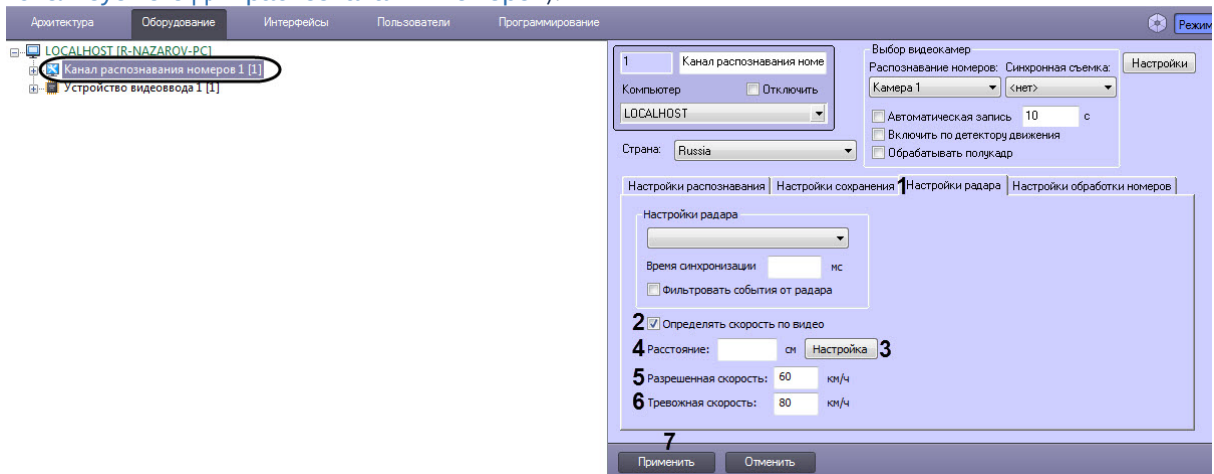 Архитектура Оборудование Интерфейсы Пользователи Программирование Режим
LOCALHOST [R-NAZAROV-PC]
Канал распознавания номеров 1 [1]
Устройство видеоввода 1 [1]
1 Канал распознавания номе
Компьютер Отключить
LOCALHOST
Страна: Russia
Выбор видеокамер
Распознавание номеров: Синхронная съемка:
Камера 1 <нет>
Автоматическая запись 10 с
Включить по детектору движения
Обрабатывать полукадр
Настройки
Настройки распознавания Настройки сохранения 1 Настройки радара Настройки обработки номеров
Настройки радара
Время синхронизации мс
Фильтровать события от радара
2 Определять скорость по видео
4 Расстояние: см Настройка 3
5 Разрешенная скорость: 60 км/ч
6 Тревожная скорость: 80 км/ч
7
Применить Отменить